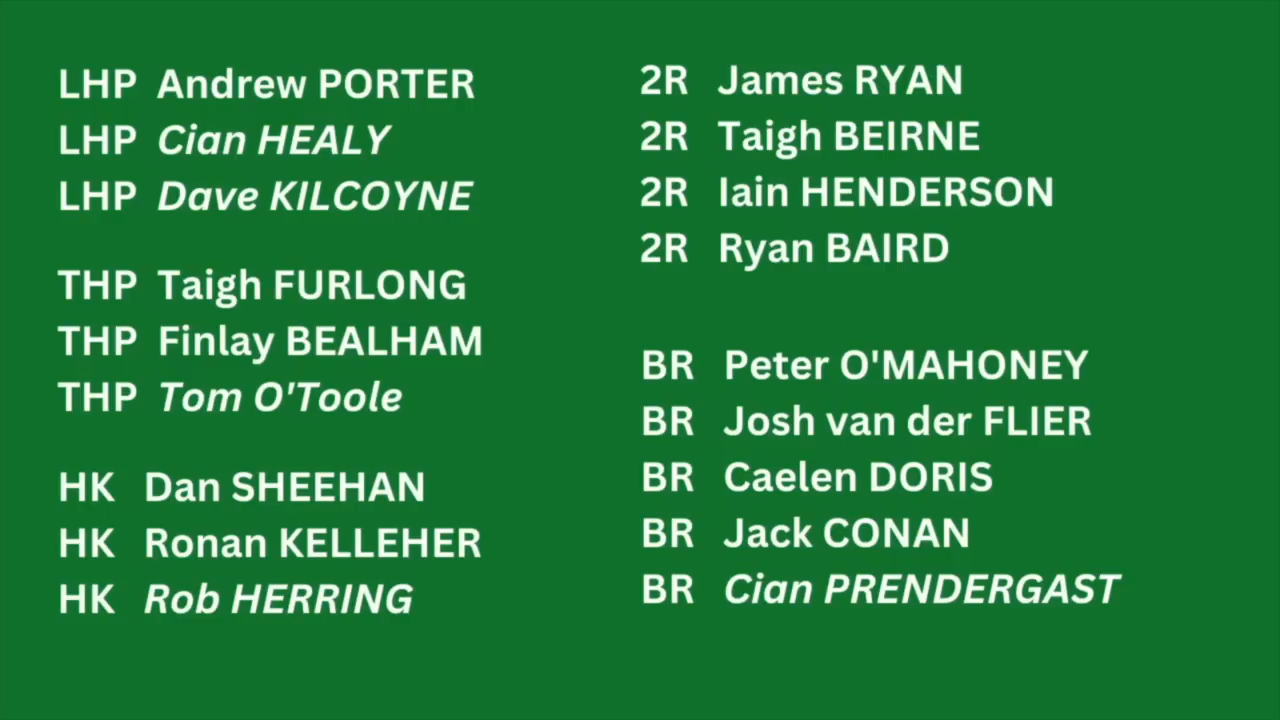 LHP Andrew PORTER
LHP Cian HEALY
LHP Dave KILCOYNE
THP Taigh FURLONG
THP Finlay BEALHAM
THP Tom O'Toole
HK Dan SHEEHAN
HK Ronan KELLEHER
HK Rob HERRING
2R James RYAN
2R Taigh BEIRNE
2R Iain HENDERSON
2R Ryan BAIRD
BR Peter O'MAHONEY
BR Josh van der FLIER
BR Caelen DORIS
BR Jack CONAN
BR Cian PRENDERGAST